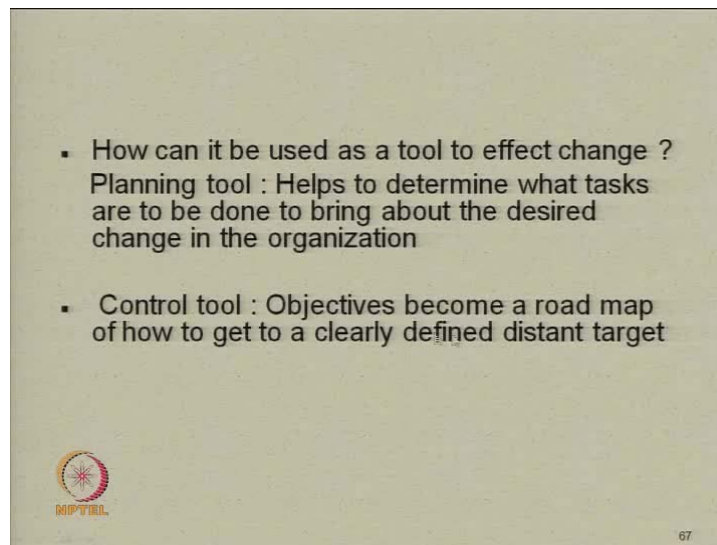 ▪ How can it be used as a tool to effect change ?
Planning tool : Helps to determine what tasks
are to be done to bring about the desired
change in the organization
▪ Control tool : Objectives become a road map
of how to get to a clearly defined distant target
NPTEL
67